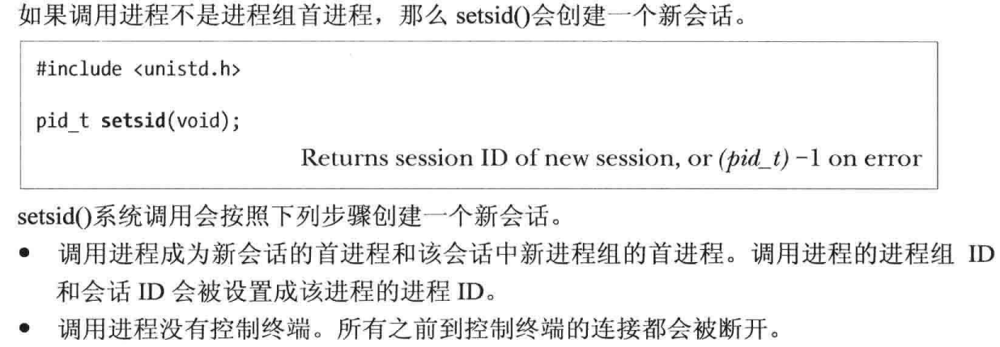 如果调用进程不是进程组首进程，那么 setsid()会创建一个新会话。
#include <unistd.h>
pid_t setsid(void);
Returns session ID of new session, or (pid_t) −1 on error
setsid()系统调用会按照下列步骤创建一个新会话。
● 调用进程成为新会话的首进程和该会话中新进程组的首进程。调用进程的进程组 ID
和会话 ID 会被设置成该进程的进程 ID。
● 调用进程没有控制终端。所有之前到控制终端的连接都会被断开。